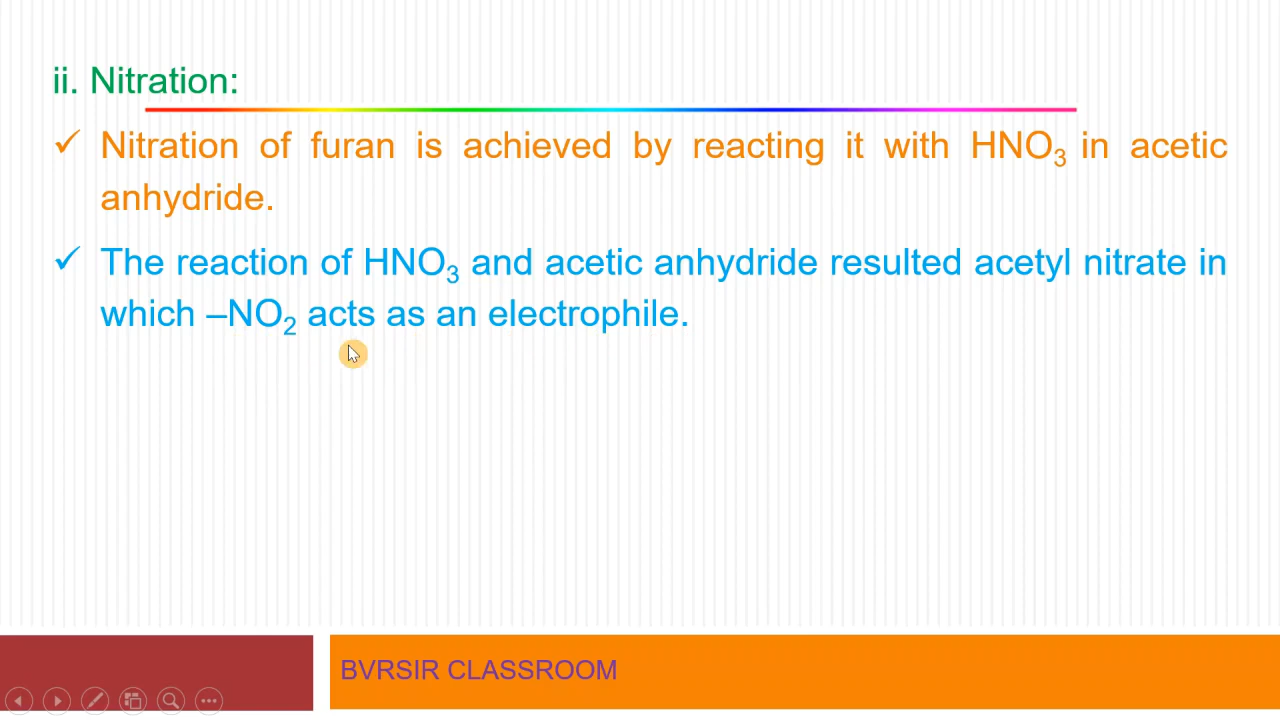 ii. Nitration:
✓ Nitration of furan is achieved by reacting it with HNO₃ in acetic
anhydride.
✓ The reaction of HNO₃ and acetic anhydride resulted acetyl nitrate in
which –NO₂ acts as an electrophile.
BVRSIR CLASSROOM